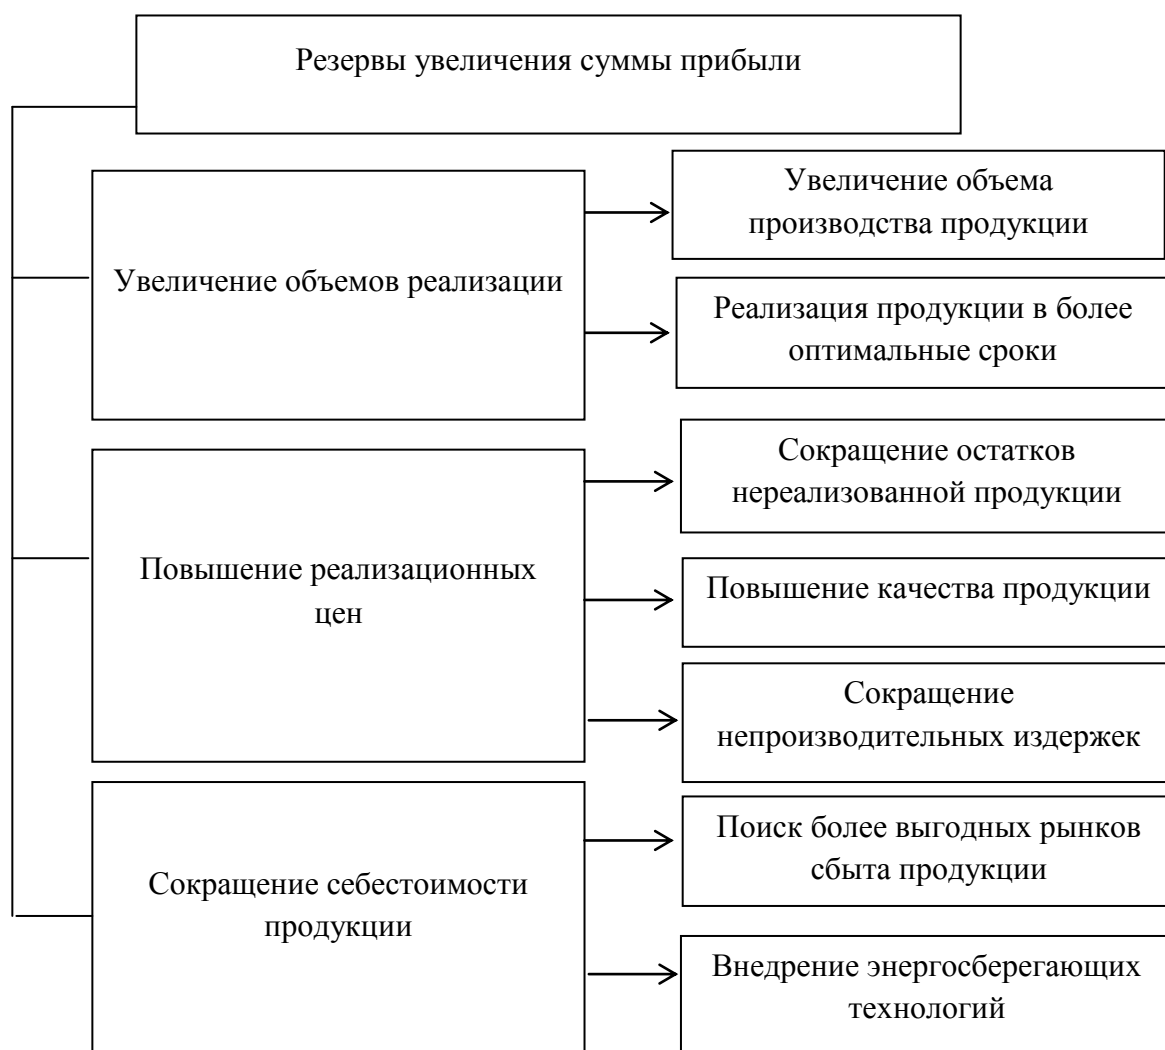 Резервы увеличения суммы прибыли
Увеличение объемов реализации
Увеличение объема
производства продукции
Реализация продукции в более
оптимальные сроки
Повышение реализационных
цен
Сокращение остатков
нереализованной продукции
Повышение качества продукции
Сокращение
непроизводительных издержек
Сокращение себестоимости
продукции
Поиск более выгодных рынков
сбыта продукции
Внедрение энергосберегающих
технологий